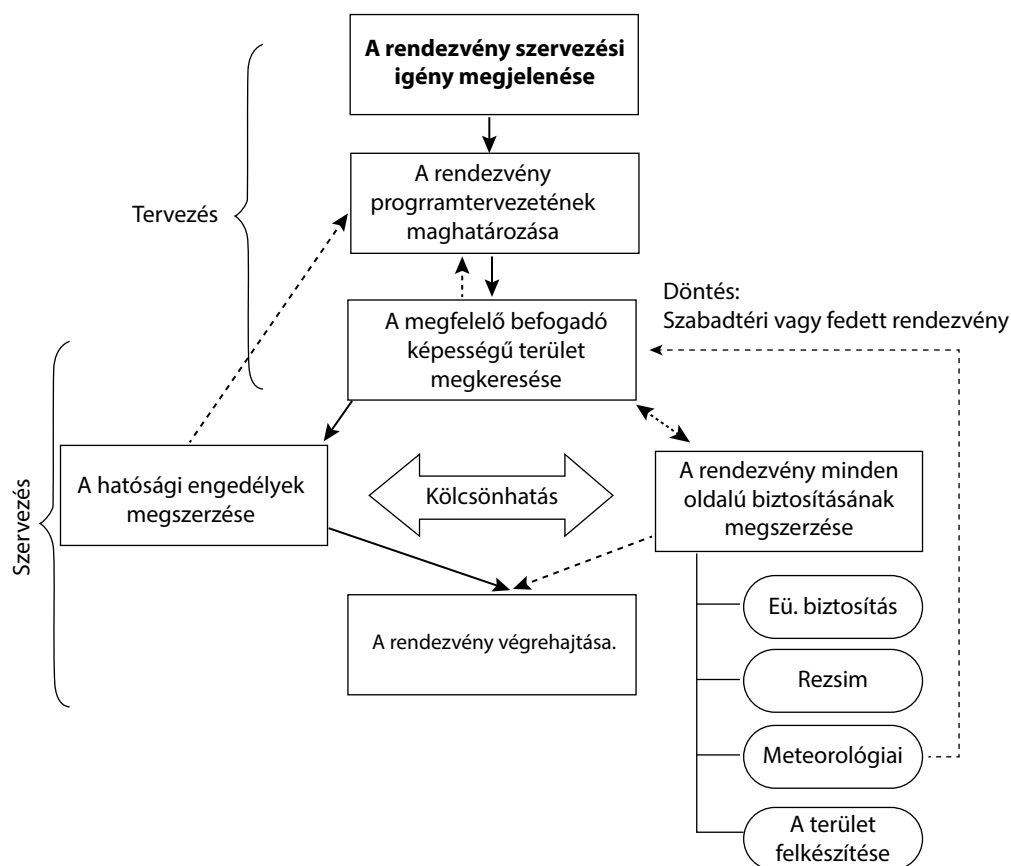 A rendezvény szervezési
igény megjelenése
A rendezvény
progrramtervezetének
maghatározása
Tervezés
Döntés:
Szabadtéri vagy fedett rendezvény
A megfelelő befogadó
képességű terület
megkeresése
Szervezés
A hatósági engedélyek
megszerzése
Kölcsönhatás
A rendezvény minden
oldalú biztosításának
megszerzése
A rendezvény végrehajtása.
Eü. biztosítás
Rezsim
Meteorológiai
A terület
felkészítése